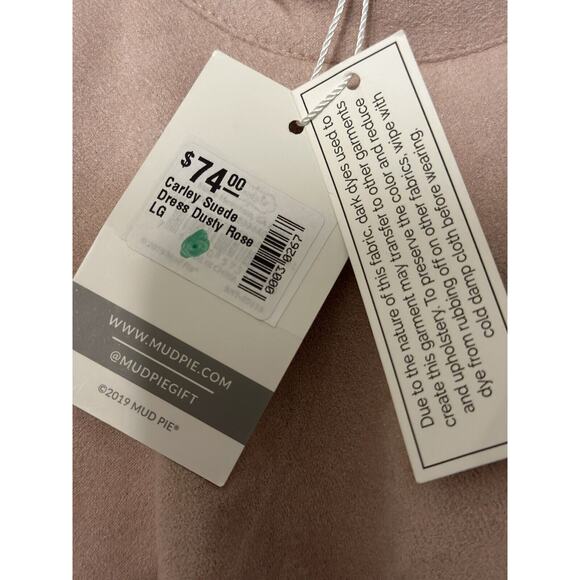 $74.00
Carley Suede
Dress Dusty Rose
LG
00030267
WWW.MUDPIE.COM
@MUDPIEGIFT
©2019 MUD PIE®
Due to the nature of this fabric, dark dyes used to
create this garment may transfer to other garments
and upholstery. To preserve the color and reduce
dye from rubbing off on other fabrics, wipe with
cold damp cloth before wearing.